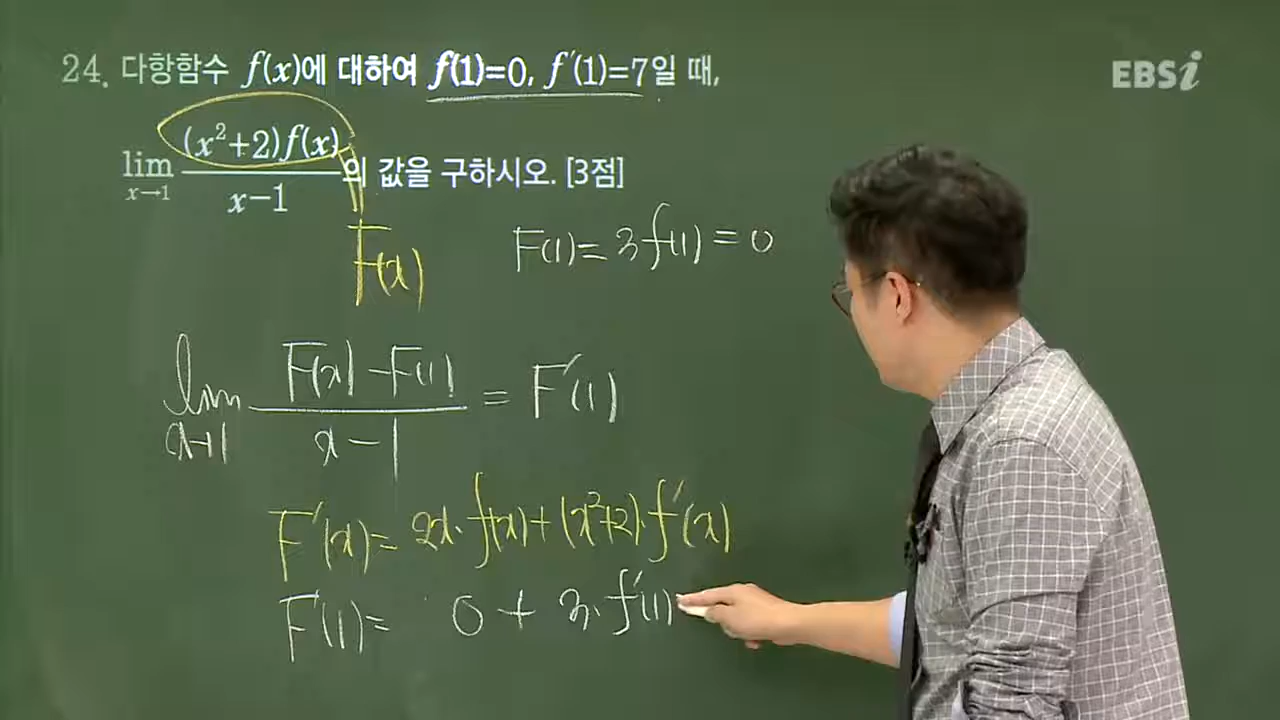 24. 다항함수 f(x)에 대하여 f(1)=0, f′(1)=7일 때,
EBSi
lim x→1 (x²+2)f(x) / x−1 의 값을 구하시오. [3점]
F(x)
F(1)=3f(1)=0
lim x→1 F(x)−F(1) / x−1 = F′(1)
F′(x)=2x·f(x)+(x²+2)·f′(x)
F′(1)= 0+3·f′(1)